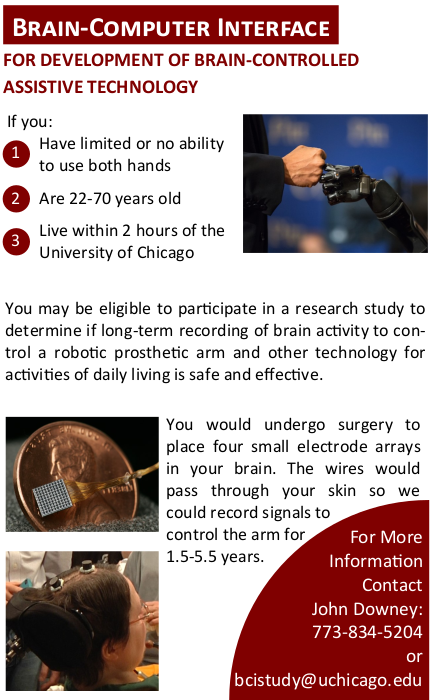 Brain-Computer Interface
FOR DEVELOPMENT OF BRAIN-CONTROLLED
ASSISTIVE TECHNOLOGY
If you:
1 Have limited or no ability
to use both hands
2 Are 22-70 years old
3 Live within 2 hours of the
University of Chicago
You may be eligible to participate in a research study to
determine if long-term recording of brain activity to con-
trol a robotic prosthetic arm and other technology for
activities of daily living is safe and effective.
You would undergo surgery to
place four small electrode arrays
in your brain. The wires would
pass through your skin so we
could record signals to
control the arm for
1.5-5.5 years.
For More
Information
Contact
John Downey:
773-834-5204
or
bcistudy@uchicago.edu